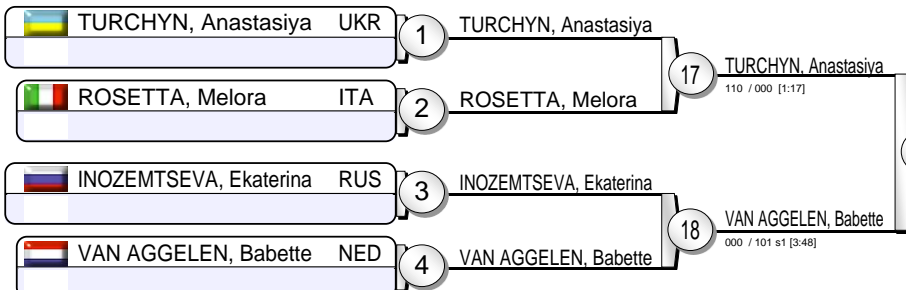 TURCHYN, Anastasiya UKR
1
TURCHYN, Anastasiya
ROSETTA, Melora ITA
2
ROSETTA, Melora
17
TURCHYN, Anastasiya
110 / 000 [1:17]
INOZEMTSEVA, Ekaterina RUS
3
INOZEMTSEVA, Ekaterina
VAN AGGELEN, Babette NED
4
VAN AGGELEN, Babette
18
VAN AGGELEN, Babette
000 / 101 s1 [3:48]